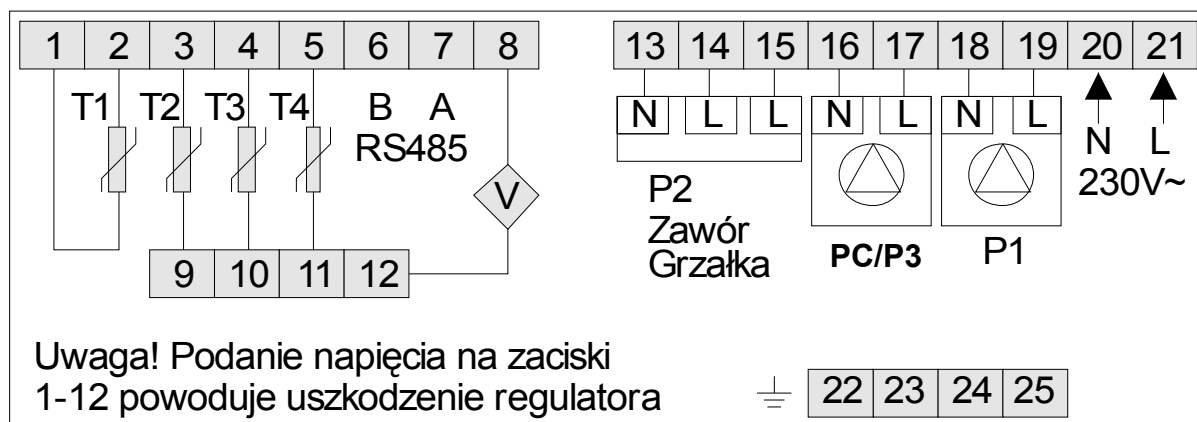 1 2 3 4 5 6 7 8
T1 T2 T3 T4 B A
RS485
V
9 10 11 12
13 14 15 16 17 18 19 20 21
N L L N L N L
N L
230V~
P2
Zawór
Grzałka
PC/P3
P1
Uwaga! Podanie napięcia na zaciski
1-12 powoduje uszkodzenie regulatora
22 23 24 25